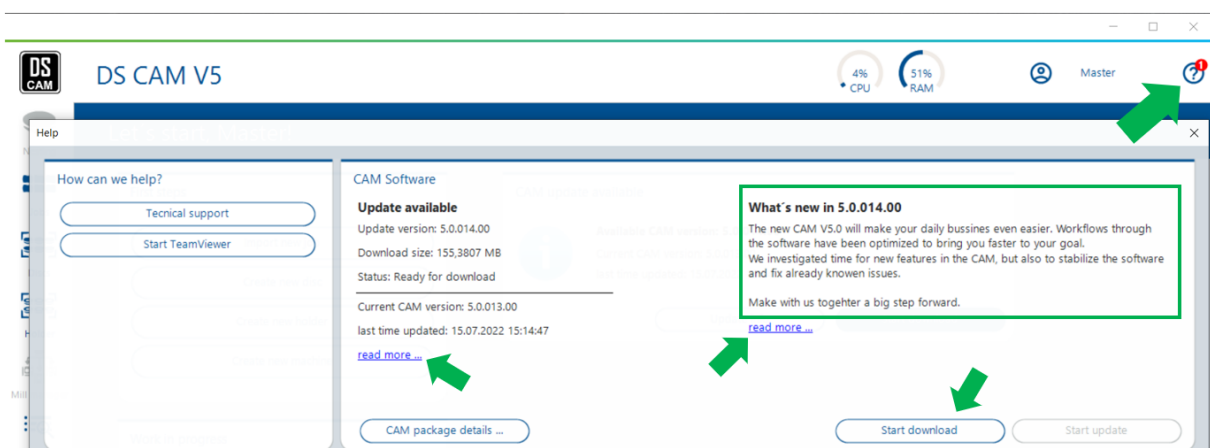 DS
CAM
DS CAM V5
4%
CPU
51%
RAM
Master
1
Help
How can we help?
Tecnical support
Start TeamViewer
CAM Software
Update available
Update version: 5.0.014.00
Download size: 155,3807 MB
Status: Ready for download
Current CAM version: 5.0.013.00
last time updated: 15.07.2022 15:14:47
read more ...
CAM package details ...
What´s new in 5.0.014.00
The new CAM V5.0 will make your daily bussines even easier. Workflows through
the software have been optimized to bring you faster to your goal.
We investigated time for new features in the CAM, but also to stabilize the software
and fix already knowen issues.
Make with us togehter a big step forward.
read more ...
Start download
Start update